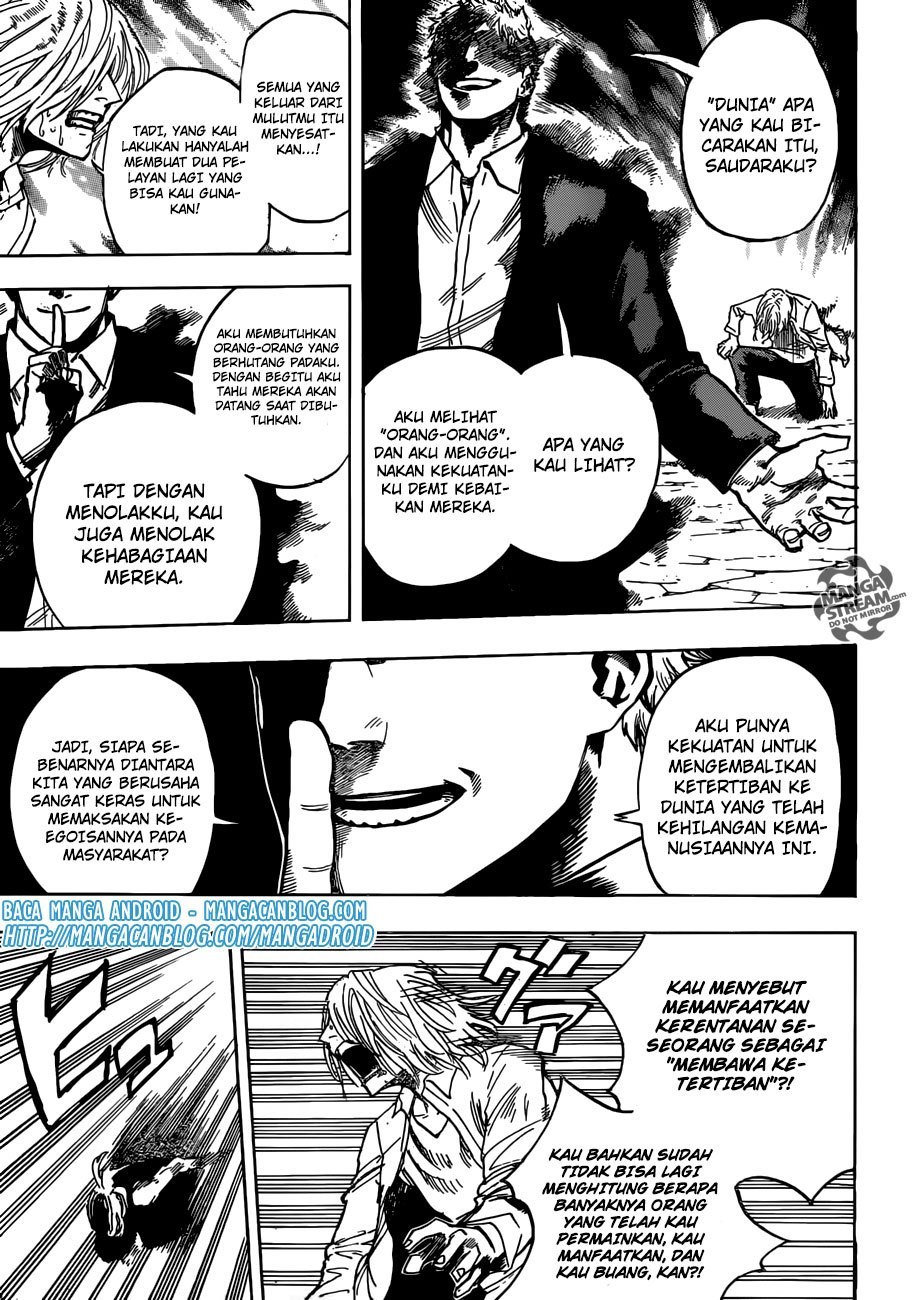 "DUNIA" APA
YANG KAU BI-
CARAKAN ITU,
SAUDARAKU?
APA YANG
KAU LIHAT?
AKU MELIHAT
"ORANG-ORANG".
DAN AKU MENGGU-
NAKAN KEKUATAN-
KU DEMI KEBAI-
KAN MEREKA.
SEMUA YANG
KELUAR DARI
MULUTMU ITU
MENYESAT-
KAN...!
TADI, YANG KAU
LAKUKAN HANYALAH
MEMBUAT DUA PE-
LAYAN LAGI YANG
BISA KAU GUNA-
KAN!
AKU MEMBUTUHKAN
ORANG-ORANG YANG
BERHUTANG PADAKU.
DENGAN BEGITU AKU
TAHU MEREKA AKAN
DATANG SAAT DIBU-
TUHKAN.
TAPI DENGAN
MENOLAKKU, KAU
JUGA MENOLAK
KEHABAGIAAN
MEREKA.
MANGA
STREAM.com
DO NOT MIRROR
AKU PUNYA
KEKUATAN UNTUK
MENGEMBALIKAN
KETERTIBAN KE
DUNIA YANG TELAH
KEHILANGAN KEMA-
NUSIAANNYA INI.
JADI, SIAPA SE-
BENARNYA DIANTARA
KITA YANG BERUSAHA
SANGAT KERAS UNTUK
MEMAKSAKAN KE-
EGOISANNYA PADA
MASYARAKAT?
BACA MANGA ANDROID - MANGACANBLOG.COM
HTTP://MANGACANBLOG.COM/MANGADROID
KAU MENYEBUT
MEMANFAATKAN
KERENTANAN SE-
SEORANG SEBAGAI
"MEMBAWA KE-
TERTIBAN"?!
グアッ
KAU BAHKAN SUDAH
TIDAK BISA LAGI
MENGHITUNG BERAPA
BANYAKNYA ORANG
YANG TELAH KAU
PERMAINKAN, KAU
MANFAATKAN, DAN
KAU BUANG, KAN?!
ヒュッ